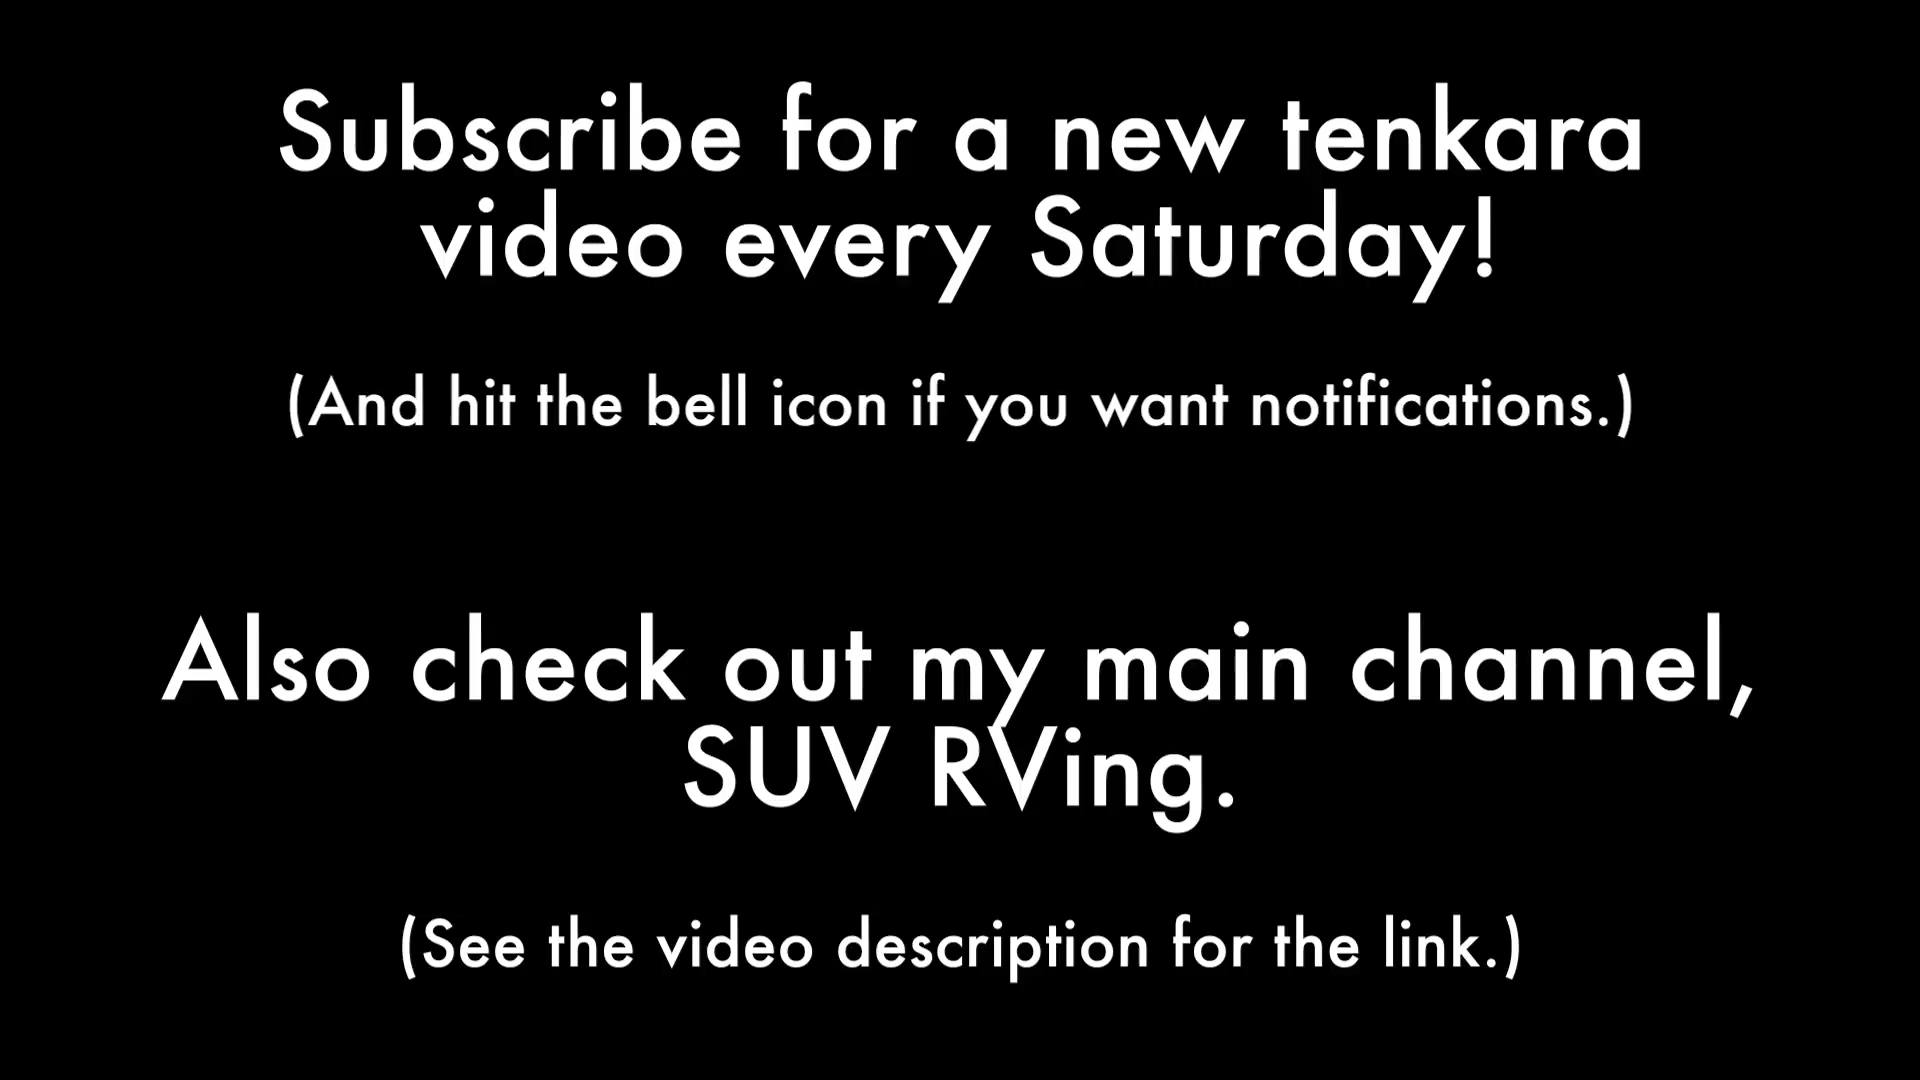 Subscribe for a new tenkara
video every Saturday!
(And hit the bell icon if you want notifications.)
Also check out my main channel,
SUV RVing.
(See the video description for the link.)